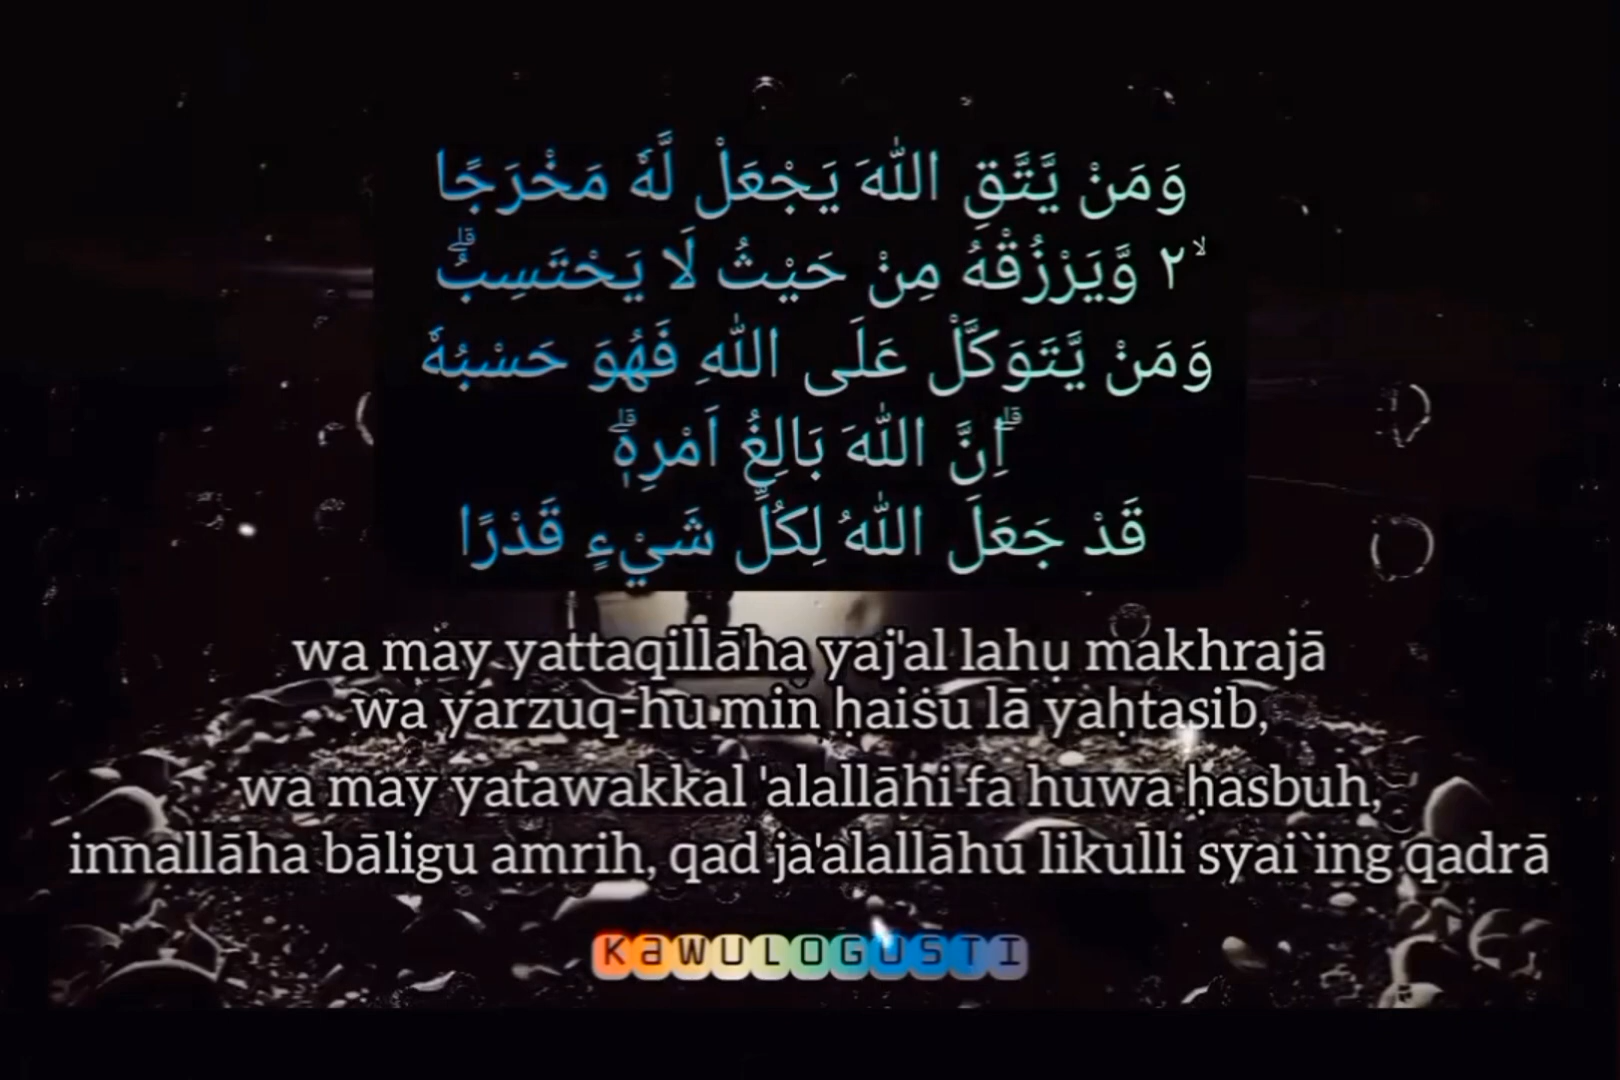 وَمَنْ يَّتَّقِ اللّٰهَ يَجْعَلْ لَّهٗ مَخْرَجًا
ۙ٢ وَّيَرْزُقْهُ مِنْ حَيْثُ لَا يَحْتَسِبُۗ
وَمَنْ يَّتَوَكَّلْ عَلَى اللّٰهِ فَهُوَ حَسْبُهٗ
ۗاِنَّ اللّٰهَ بَالِغُ اَمْرِهٖۗ
قَدْ جَعَلَ اللّٰهُ لِكُلِّ شَيْءٍ قَدْرًا
wa may yattaqillāha yaj'al lahụ makhrajā
wa yarzuq-hu min ḥaiṡu lā yaḥtasib,
wa may yatawakkal 'alallāhi fa huwa ḥasbuh,
innallāha bāligu amrih, qad ja'alallāhu likulli syai`ing qadrā
KaWULOGUSTI